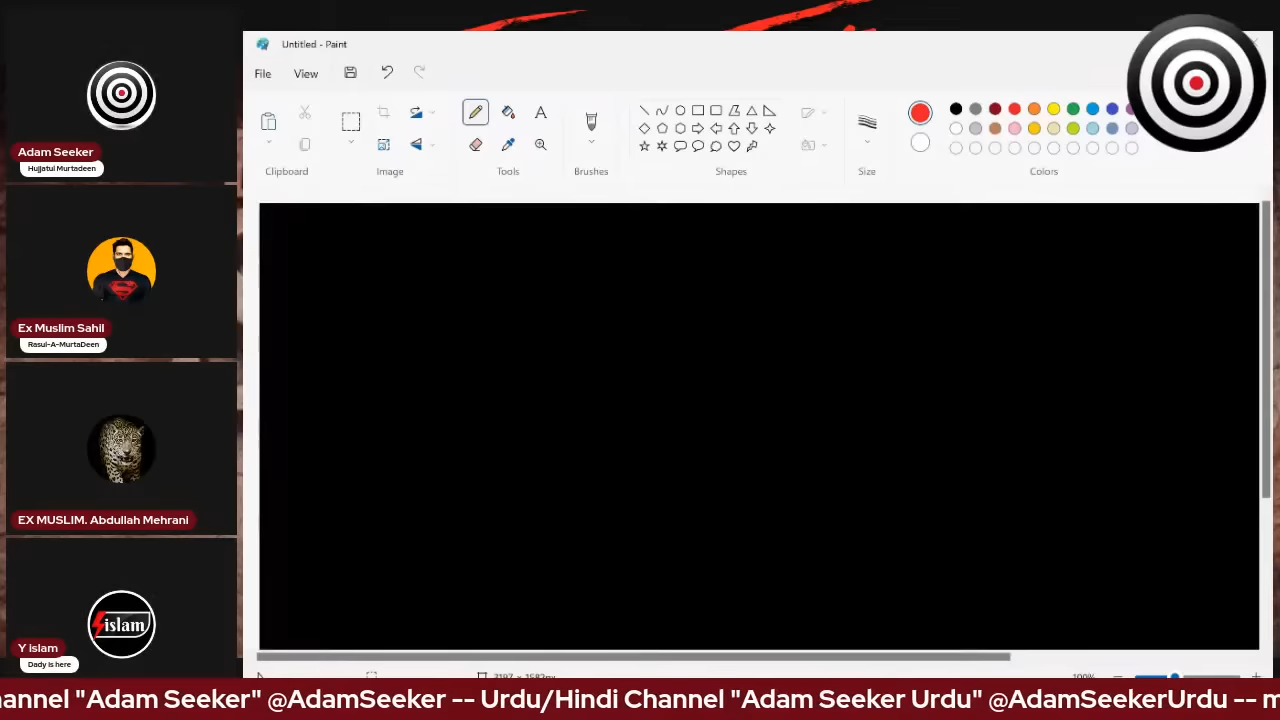 Untitled - Paint
File
View
Clipboard
Image
Tools
Brushes
Shapes
Size
Colors
A
Adam Seeker
Hujjatul Murtadeen
Ex Muslim Sahil
Rasul-A-MurtaDeen
EX MUSLIM. Abdullah Mehrani
islam
Y Islam
Dady is here
100%
annel "Adam Seeker" @AdamSeeker -- Urdu/Hindi Channel "Adam Seeker Urdu" @AdamSeekerUrdu -- m